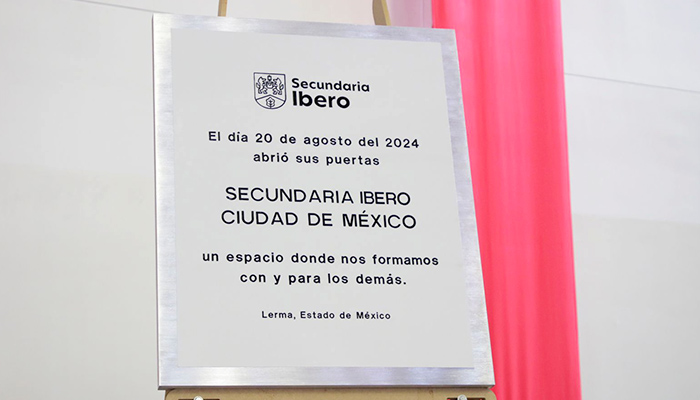 Secundaria
Ibero
El día 20 de agosto del 2024
abrió sus puertas
SECUNDARIA IBERO
CIUDAD DE MÉXICO
un espacio donde nos formamos
con y para los demás.
Lerma, Estado de México